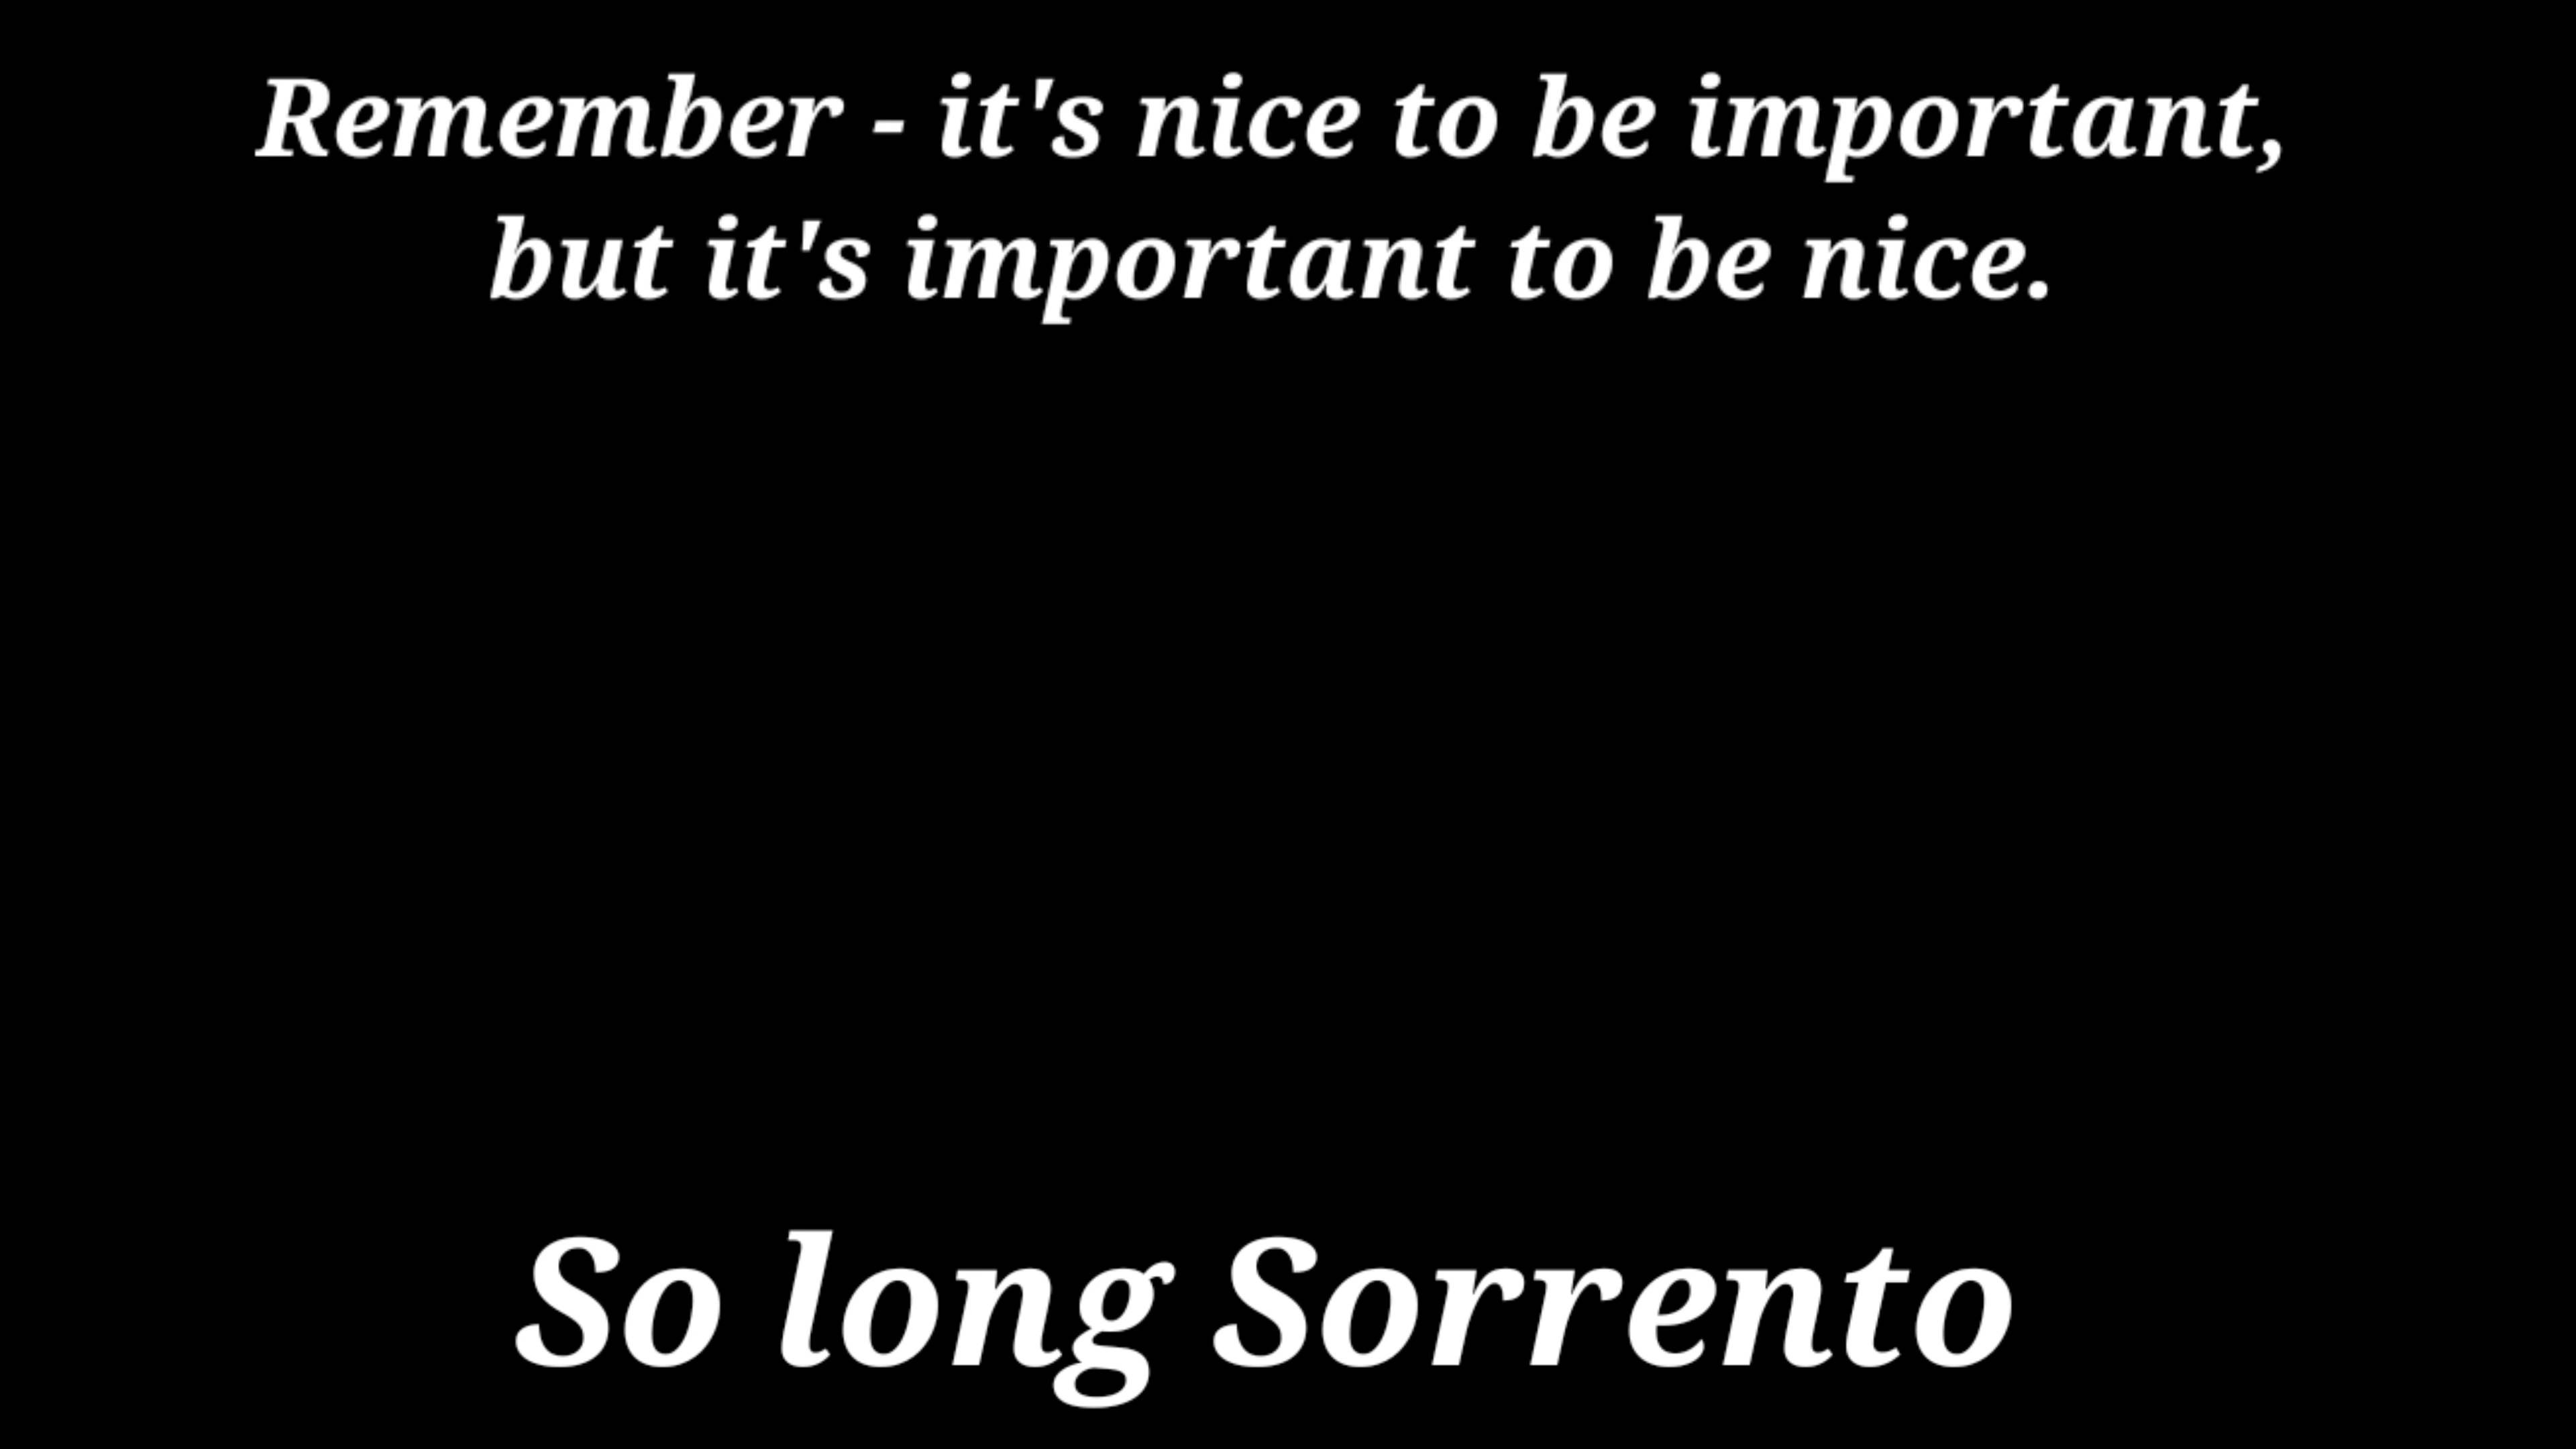 Remember - it's nice to be important,
but it's important to be nice.
So long Sorrento